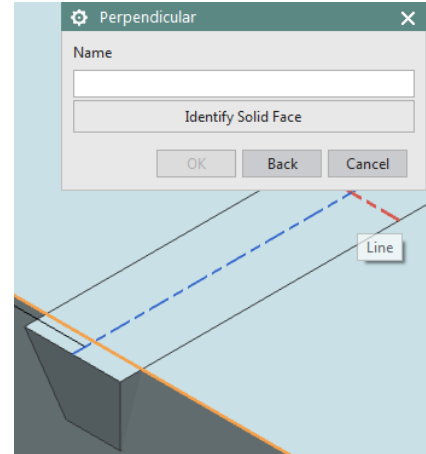 Perpendicular
Name
Identify Solid Face
OK Back Cancel
Line